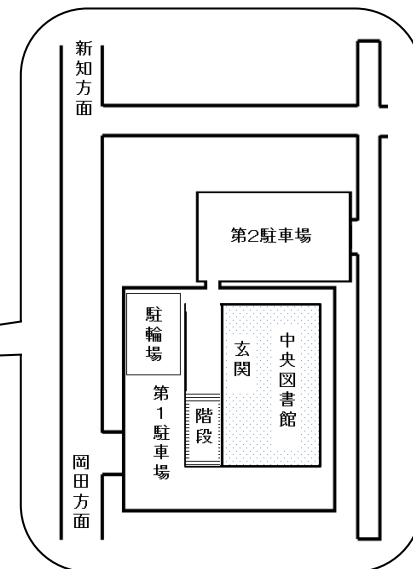 新知方面
第2駐車場
駐輪場
玄関
中央図書館
第1駐車場
階段
岡田方面